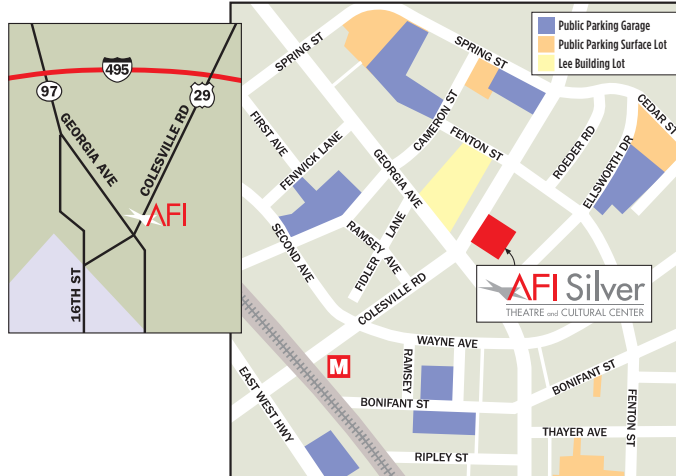 495
97
29
GEORGIA AVE
COLESVILLE RD
AFI
16TH ST
Public Parking Garage
Public Parking Surface Lot
Lee Building Lot
SPRING ST
SPRING ST
CEDAR ST
CAMERON ST
FIRST AVE
FENTON ST
ROEDER RD
ELLSWORTH DR
FENWICK LANE
GEORGIA AVE
SECOND AVE
RAMSEY AVE
FIDLER LANE
COLESVILLE RD
AFI Silver
THEATRE and CULTURAL CENTER
WAYNE AVE
M
RAMSEY
BONIFANT ST
EAST WEST HWY
BONIFANT ST
FENTON ST
THAYER AVE
RIPLEY ST